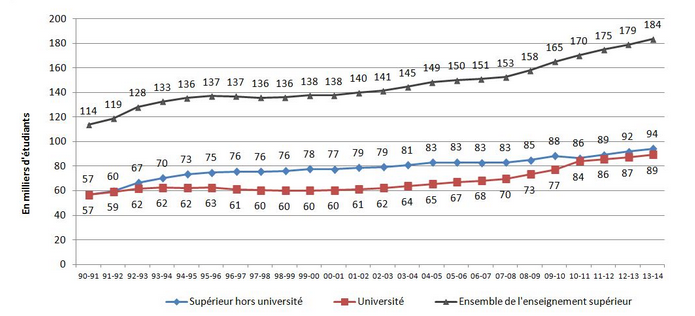 En milliers d'étudiants
200
180
160
140
120
100
80
60
40
20
0
114 119 128 133 136 137 137 136 136 138 138 140 141 145 149 150 151 153 158 165 170 175 179 184
57 60 67 70 73 75 76 76 76 78 77 79 79 81 83 83 83 83 85 88 86 89 92 94
57 59 62 62 62 63 61 60 60 60 60 61 62 64 65 67 68 70 73 77 84 86 87 89
90-91 91-92 92-93 93-94 94-95 95-96 96-97 97-98 98-99 99-00 00-01 01-02 02-03 03-04 04-05 05-06 06-07 07-08 08-09 09-10 10-11 11-12 12-13 13-14
Supérieur hors université Université Ensemble de l'enseignement supérieur